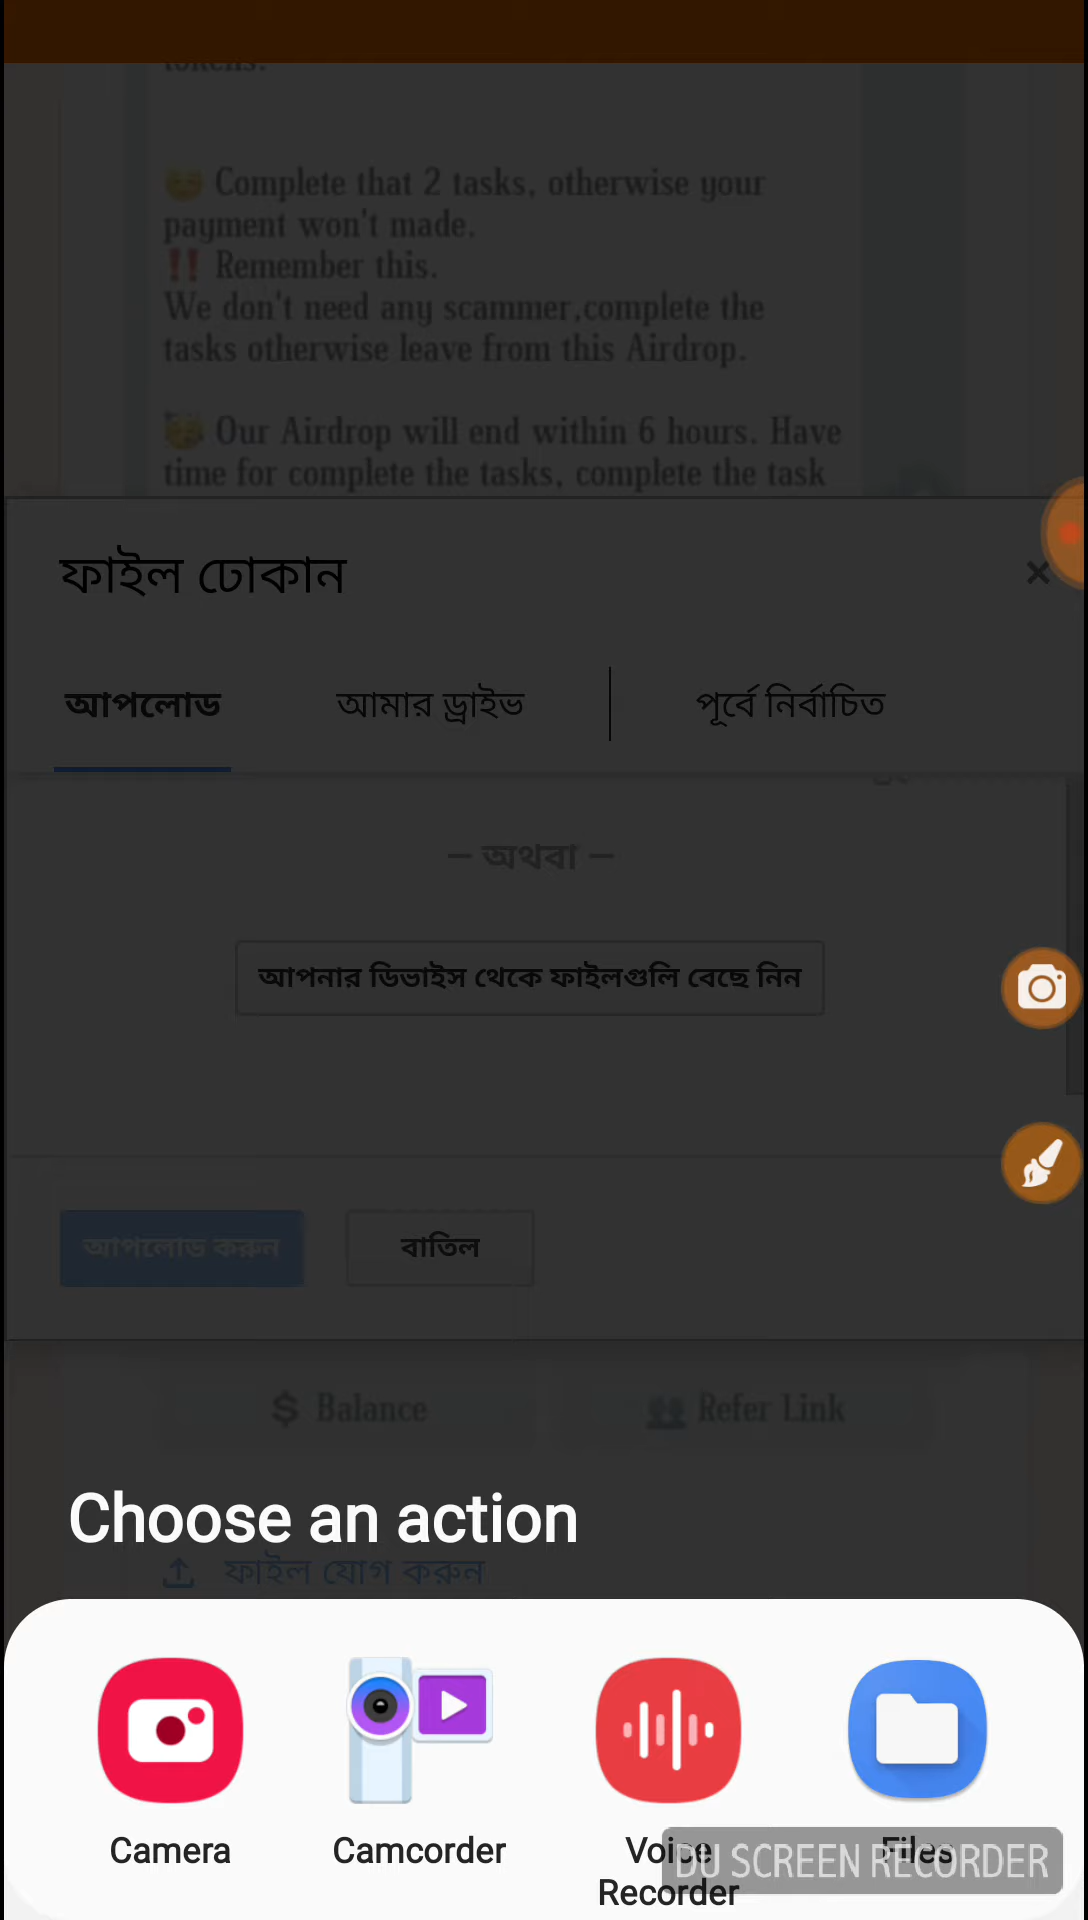 tokens.
Complete that 2 tasks, otherwise your
payment won't made.
‼️ Remember this.
We don't need any scammer,complete the
tasks otherwise leave from this Airdrop.
Our Airdrop will end within 6 hours. Have
time for complete the tasks, complete the task
ফাইল ঢোকান
আপলোড
আমার ড্রাইভ
পূর্বে নির্বাচিত
— অথবা —
আপনার ডিভাইস থেকে ফাইলগুলি বেছে নিন
আপলোড করুন
বাতিল
$ Balance
Refer Link
Choose an action
ফাইল যোগ করুন
Camera
Camcorder
Voice
Recorder
Files
DU SCREEN RECORDER